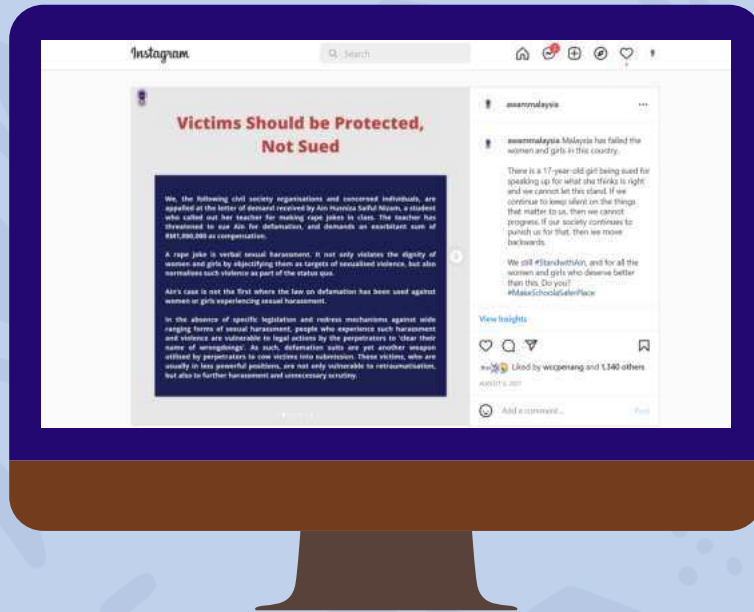 Instagram
Search
Victims Should be Protected,
Not Sued
We, the following civil society organisations and concerned individuals, are
appalled at the letter of demand received by Ain Husniza Saiful Nizam, a student
who called out her teacher for making rape jokes in class. The teacher has
threatened to sue Ain for defamation, and demands an exorbitant sum of
RM1,000,000 as compensation.
A rape joke is verbal sexual harassment. It not only violates the dignity of
women and girls by objectifying them as targets of sexualised violence, but also
normalises such violence as part of the status quo.
Ain's case is not the first where the law on defamation has been used against
women or girls experiencing sexual harassment.
In the absence of specific legislation and redress mechanisms against wide
ranging forms of sexual harassment, people who experience such harassment
and violence are vulnerable to legal actions by the perpetrators to 'clear their
name of wrongdoings'. As such, defamation suits are yet another weapon
utilised by perpetrators to cow victims into submission. These victims, who are
usually in less powerful positions, are not only vulnerable to retraumatisation,
but also to further harassment and unnecessary scrutiny.
awammalaysia
awammalaysia Malaysia has failed the
women and girls in this country.
There is a 17-year-old girl being sued for
speaking up for what she thinks is right
and we cannot let this stand. If we
continue to keep silent on the things
that matter to us, then we cannot
progress. If our society continues to
punish us for that, then we move
backwards.
We still #StandwithAin, and for all the
women and girls who deserve better
than this. Do you?
#MakeSchoolaSaferPlace
View Insights
Liked by wccpenang and 1,340 others
Add a comment...
Post